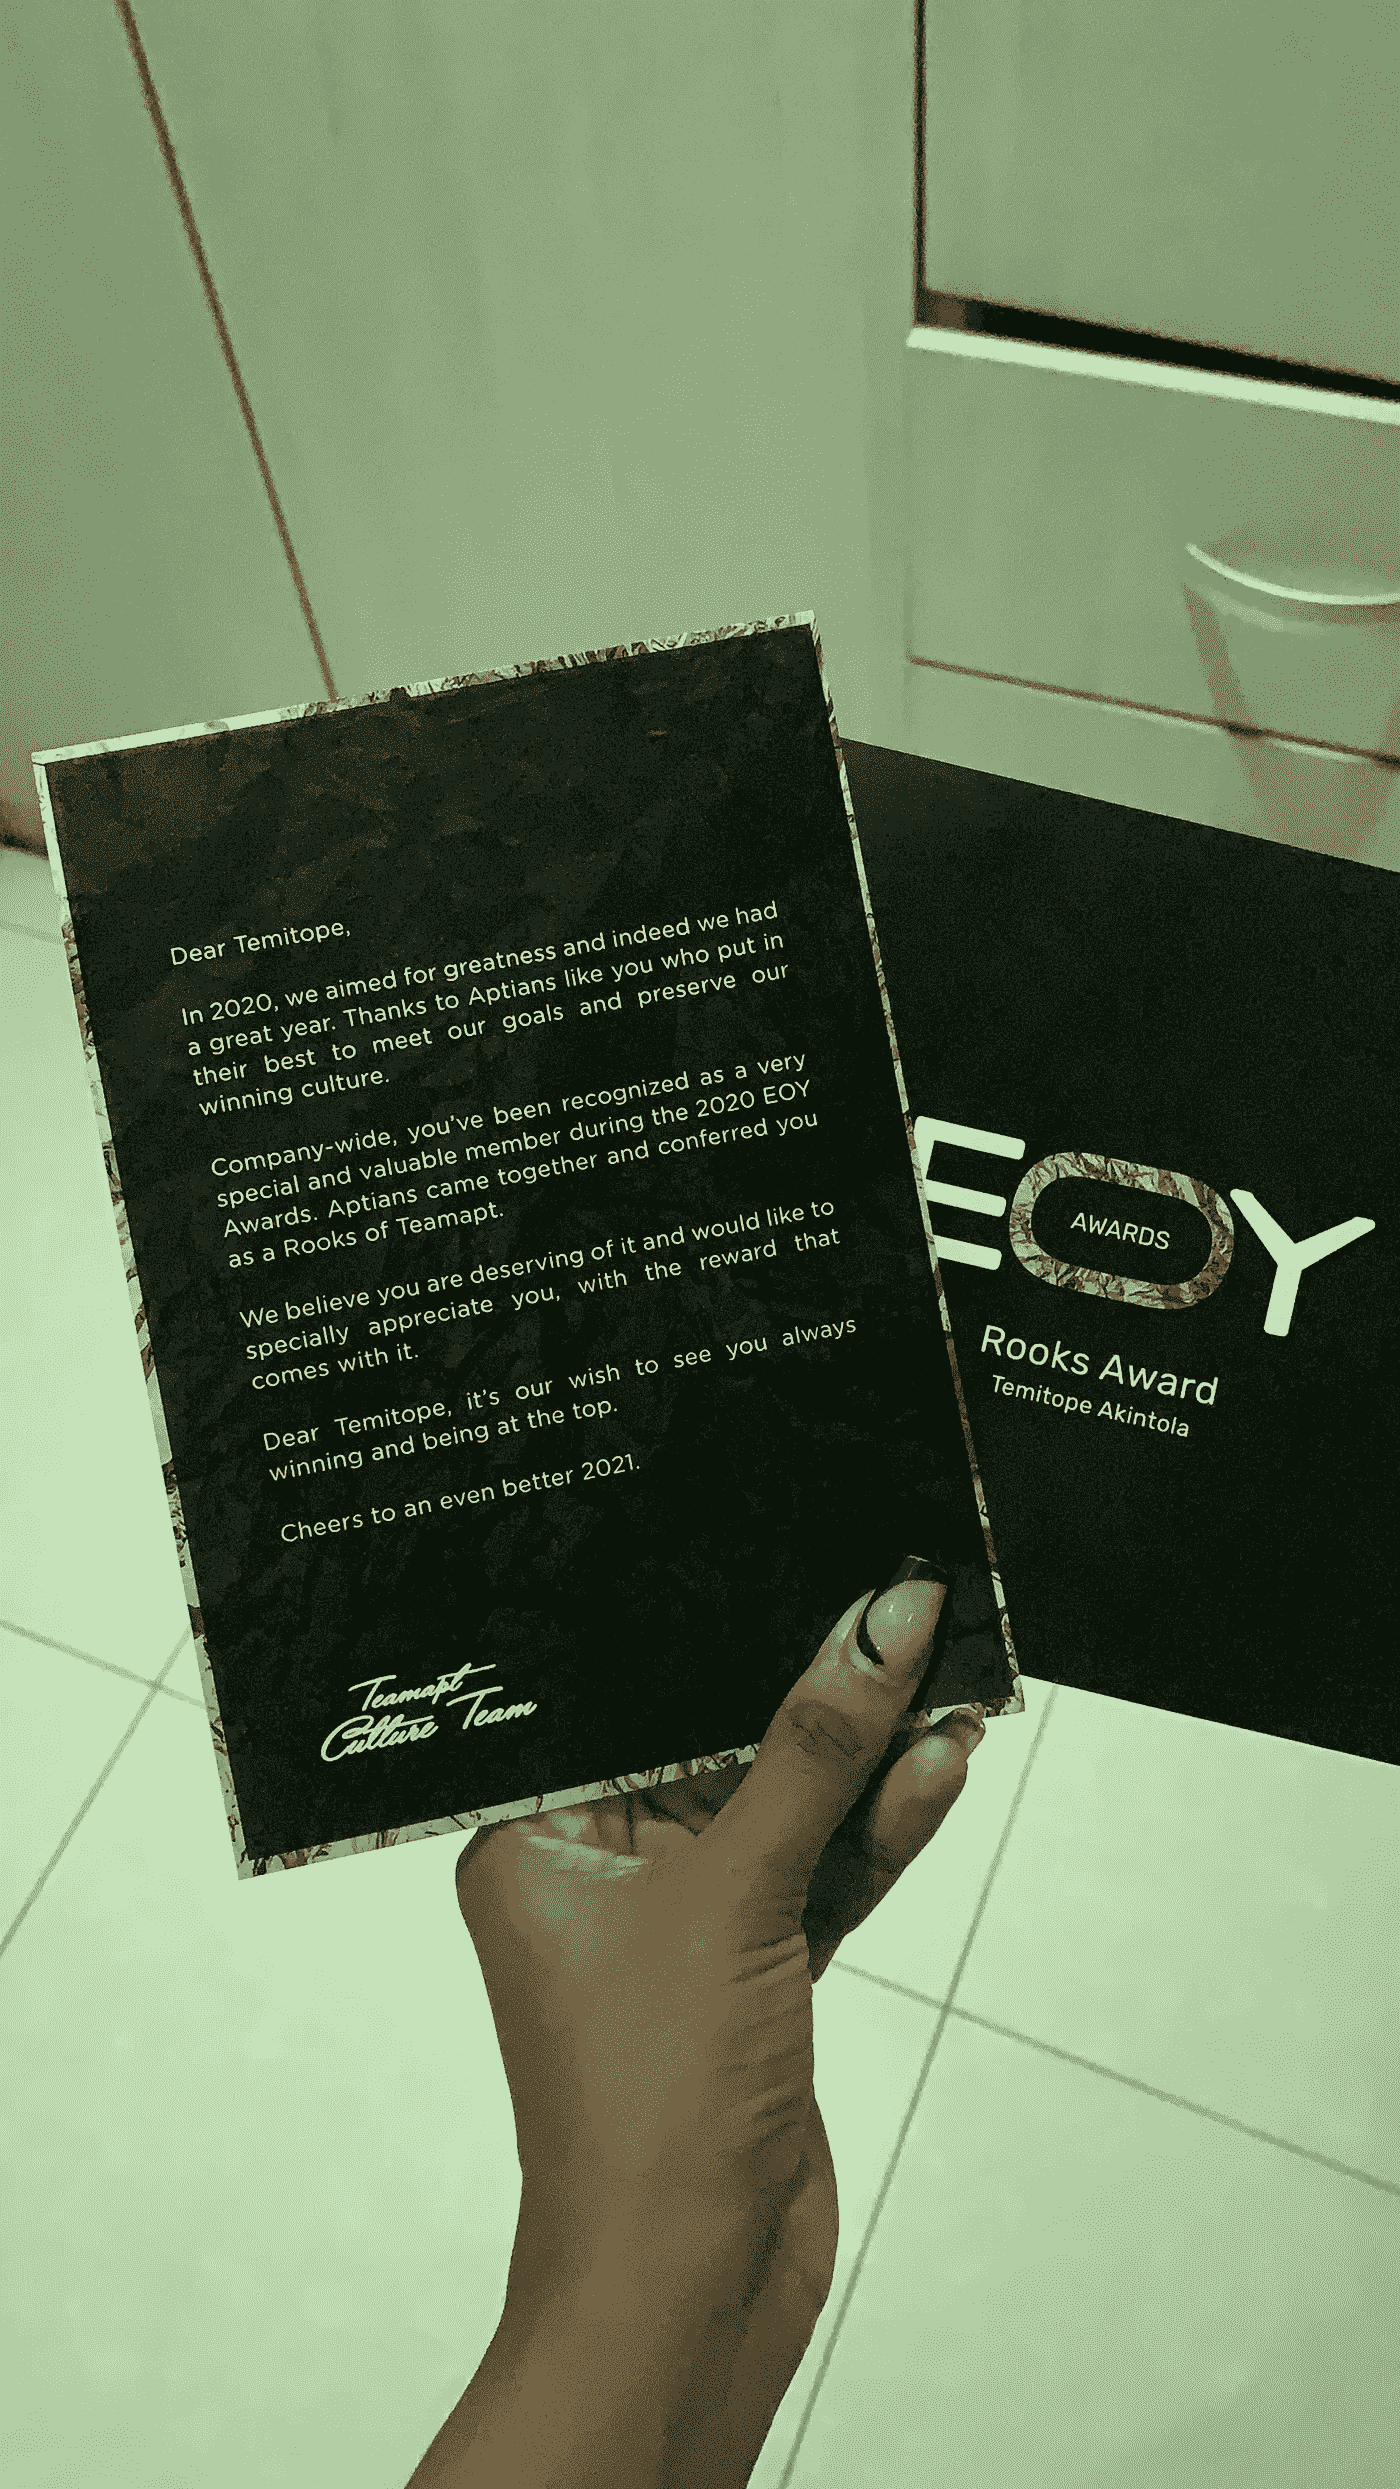 Dear Temitope,
In 2020, we aimed for greatness and indeed we had
a great year. Thanks to Aptians like you who put in
their best to meet our goals and preserve our
winning culture.
Company-wide, you've been recognized as a very
special and valuable member during the 2020 EOY
Awards. Aptians came together and conferred you
as a Rooks of Teamapt.
We believe you are deserving of it and would like to
specially appreciate you, with the reward that
comes with it.
Dear Temitope, it's our wish to see you always
winning and being at the top.
Cheers to an even better 2021.
Teamapt
Culture Team
EOY
AWARDS
Rooks Award
Temitope Akintola